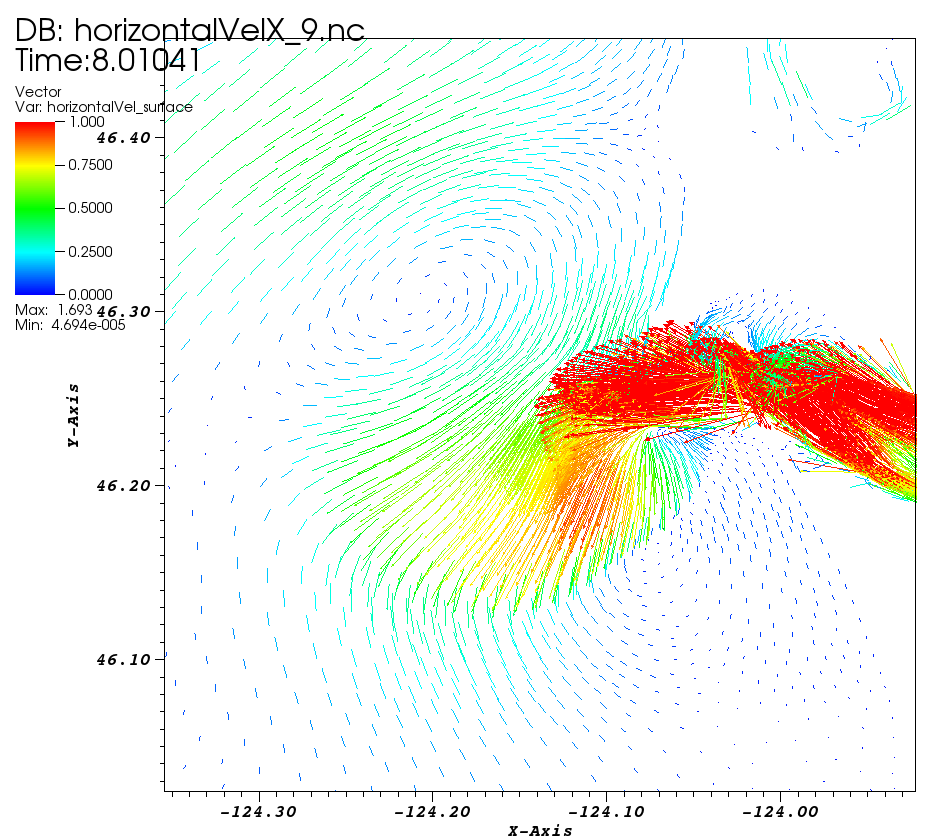 DB: horizontalVelX_9.nc
Time:8.01041
Vector
Var: horizontalVel_surface
1.000
0.7500
0.5000
0.2500
0.0000
Max: 1.693
Min: 4.694e-005
46.40
46.30
46.20
46.10
Y-Axis
-124.30
-124.20
-124.10
-124.00
X-Axis